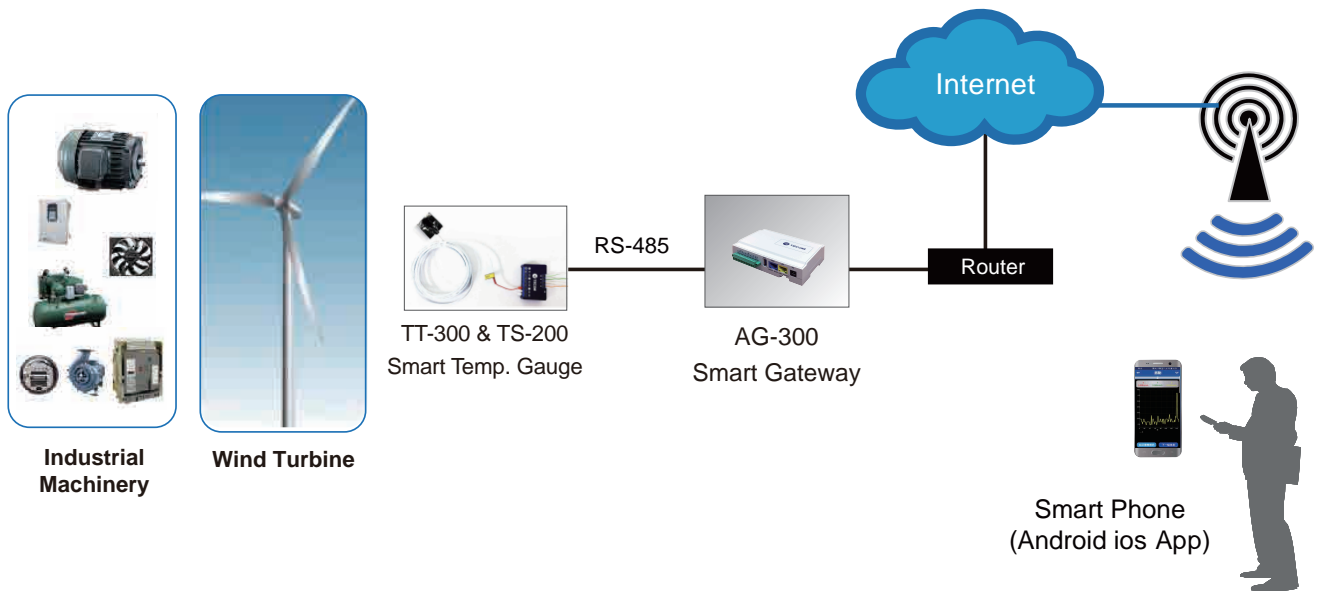 Internet
RS-485
Router
TT-300 & TS-200
Smart Temp. Gauge
AG-300
Smart Gateway
Industrial
Machinery
Wind Turbine
Smart Phone
(Android ios App)